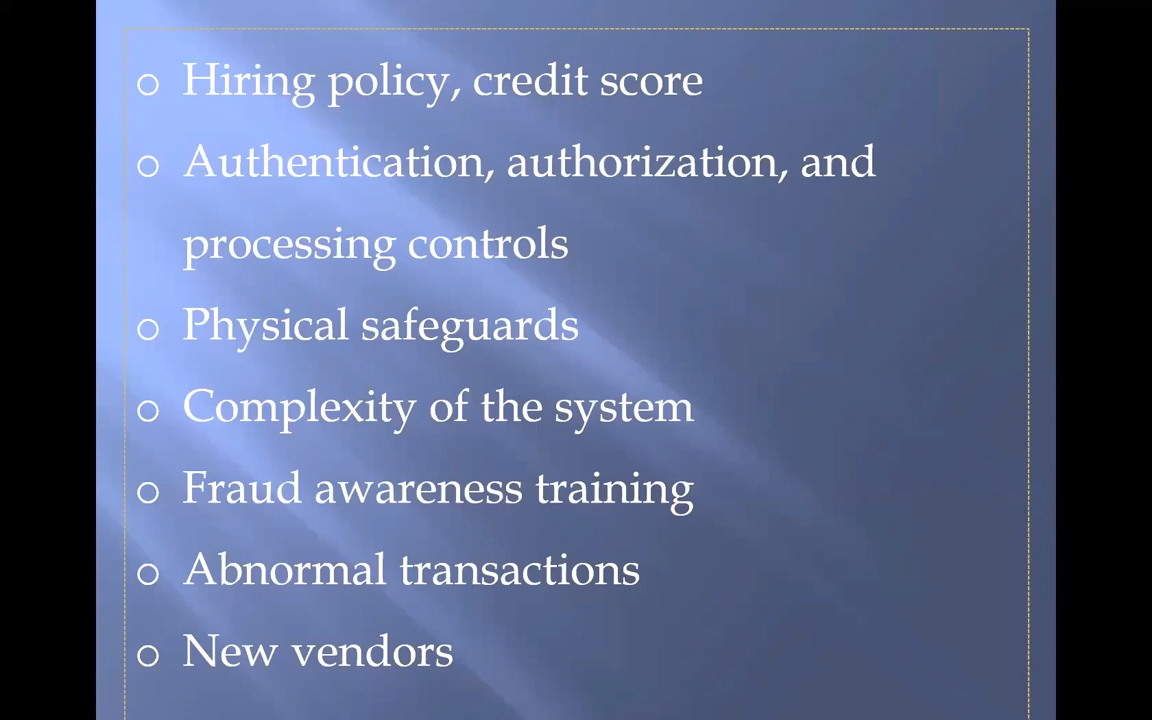 o Hiring policy, credit score
o Authentication, authorization, and
processing controls
o Physical safeguards
o Complexity of the system
o Fraud awareness training
o Abnormal transactions
o New vendors